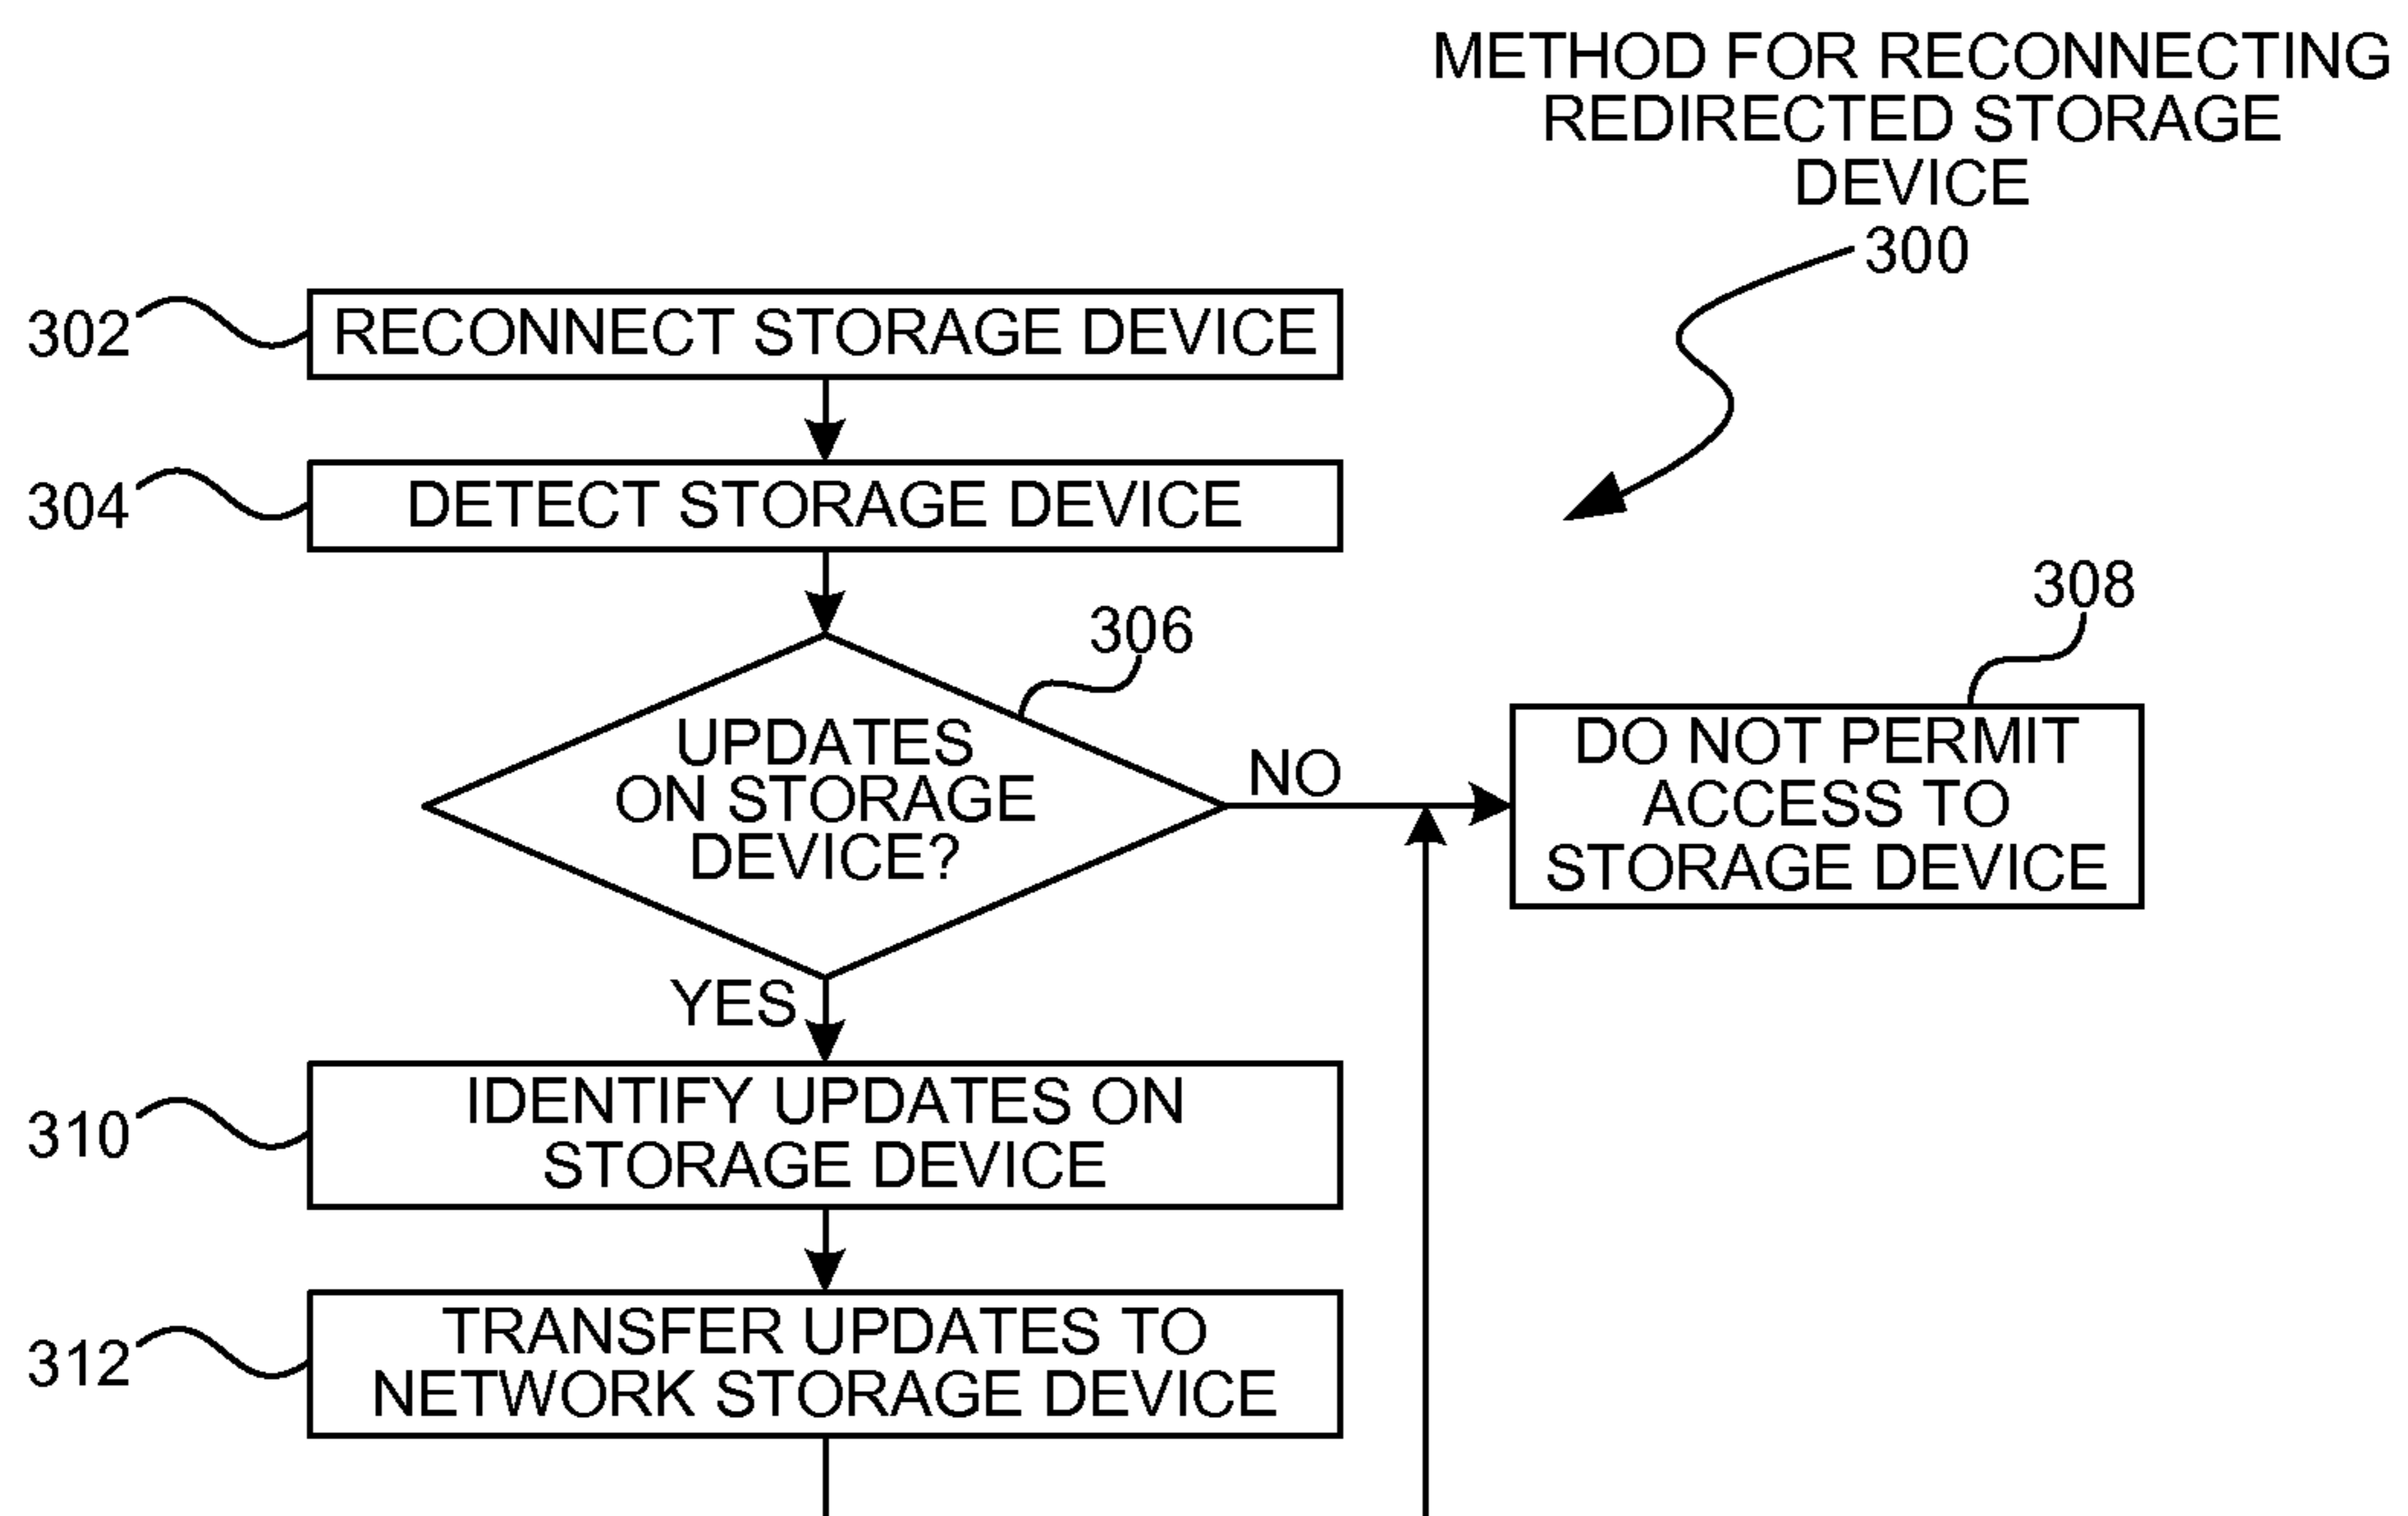 METHOD FOR RECONNECTING
REDIRECTED STORAGE
DEVICE
300
302
RECONNECT STORAGE DEVICE
304
DETECT STORAGE DEVICE
306
UPDATES
ON STORAGE
DEVICE?
NO
308
DO NOT PERMIT
ACCESS TO
STORAGE DEVICE
YES
310
IDENTIFY UPDATES ON
STORAGE DEVICE
312
TRANSFER UPDATES TO
NETWORK STORAGE DEVICE